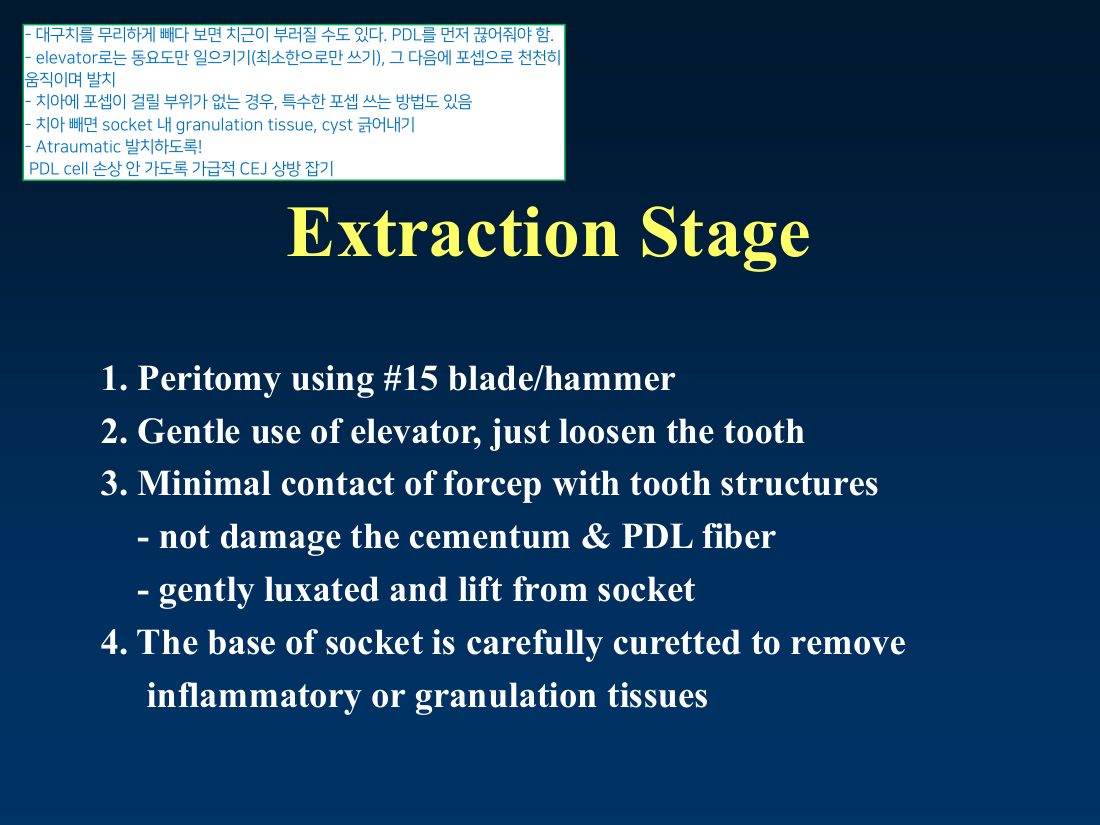 - 대구치를 무리하게 빼다 보면 치근이 부러질 수도 있다. PDL를 먼저 끊어줘야 함.
- elevator로는 동요도만 일으키기(최소한으로만 쓰기), 그 다음에 포셉으로 천천히
움직이며 발치
- 치아에 포셉이 걸릴 부위가 없는 경우, 특수한 포셉 쓰는 방법도 있음
- 치아 빼면 socket 내 granulation tissue, cyst 긁어내기
- Atraumatic 발치하도록!
PDL cell 손상 안 가도록 가급적 CEJ 상방 잡기
Extraction Stage
1. Peritomy using #15 blade/hammer
2. Gentle use of elevator, just loosen the tooth
3. Minimal contact of forcep with tooth structures
- not damage the cementum & PDL fiber
- gently luxated and lift from socket
4. The base of socket is carefully curetted to remove
inflammatory or granulation tissues